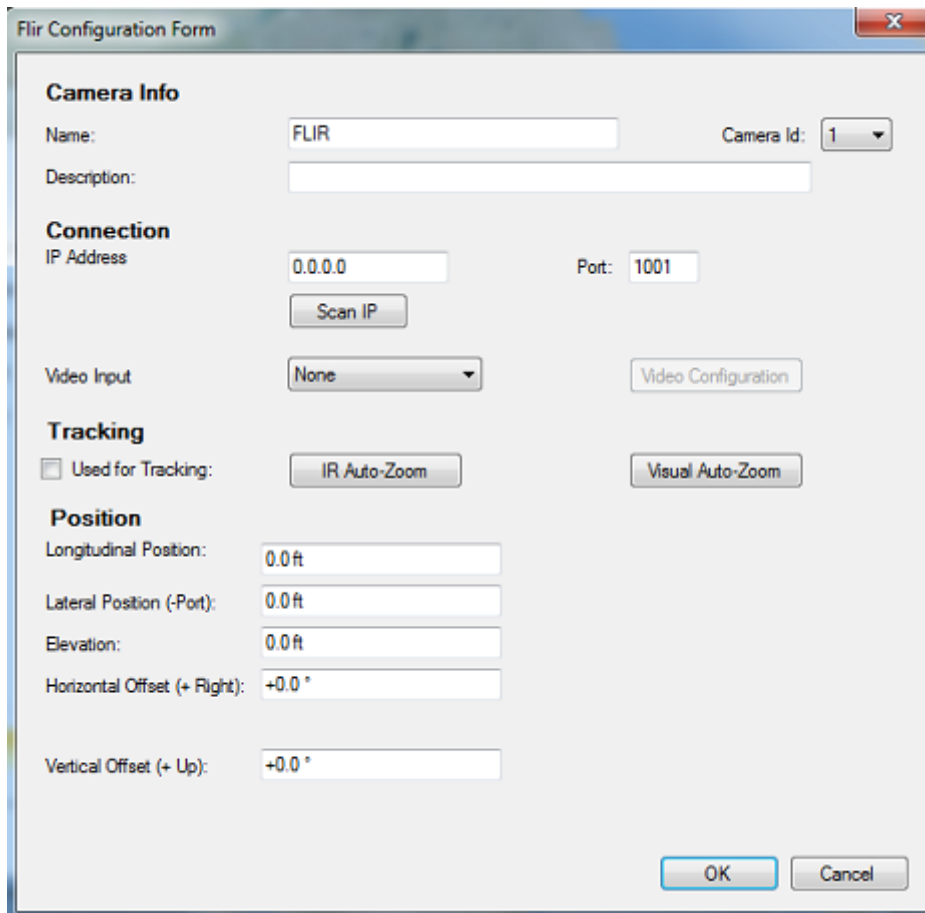 Flir Configuration Form
Camera Info
Name: FLIR Camera Id: 1
Description:
Connection
IP Address 0.0.0.0 Port: 1001
Scan IP
Video Input None Video Configuration
Tracking
Used for Tracking: IR Auto-Zoom Visual Auto-Zoom
Position
Longitudinal Position: 0.0 ft
Lateral Position (-Port): 0.0 ft
Elevation: 0.0 ft
Horizontal Offset (+ Right): +0.0 °
Vertical Offset (+ Up): +0.0 °
OK Cancel